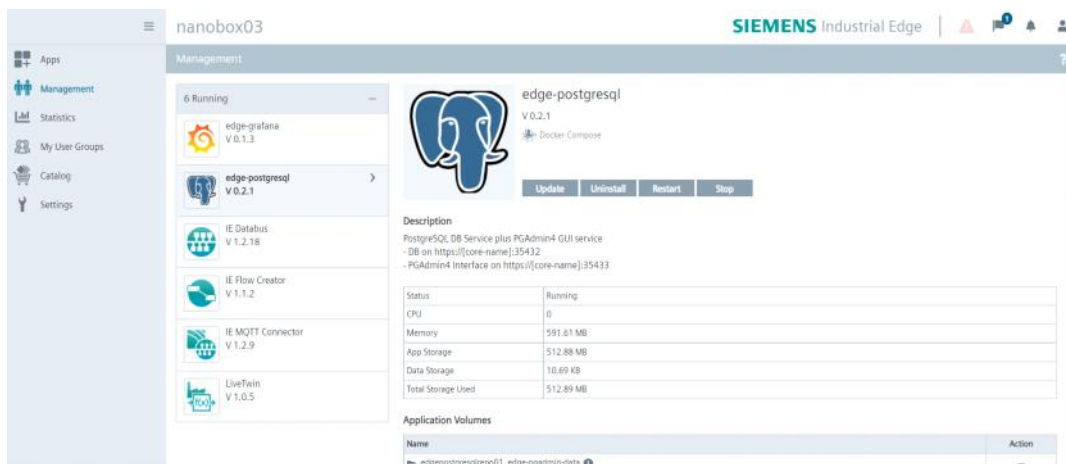 nanobox03
SIEMENS Industrial Edge
1
Apps
Management
Statistics
My User Groups
Catalog
Settings
Management
?
6 Running
edge-grafana
V 0.1.3
edge-postgresql
V 0.2.1
IE Databus
V 1.2.18
IE Flow Creator
V 1.1.2
IE MQTT Connector
V 1.2.9
LiveTwin
V 1.0.5
edge-postgresql
V 0.2.1
Docker Compose
Update Uninstall Restart Stop
Description
PostgreSQL DB Service plus PGAdmin4 GUI service
- DB on https://[core-name]:35432
- PGAdmin4 Interface on https://[core-name]:35433
Status Running
CPU 0
Memory 591.61 MB
App Storage 512.88 MB
Data Storage 10.69 KB
Total Storage Used 512.89 MB
Application Volumes
Name Action